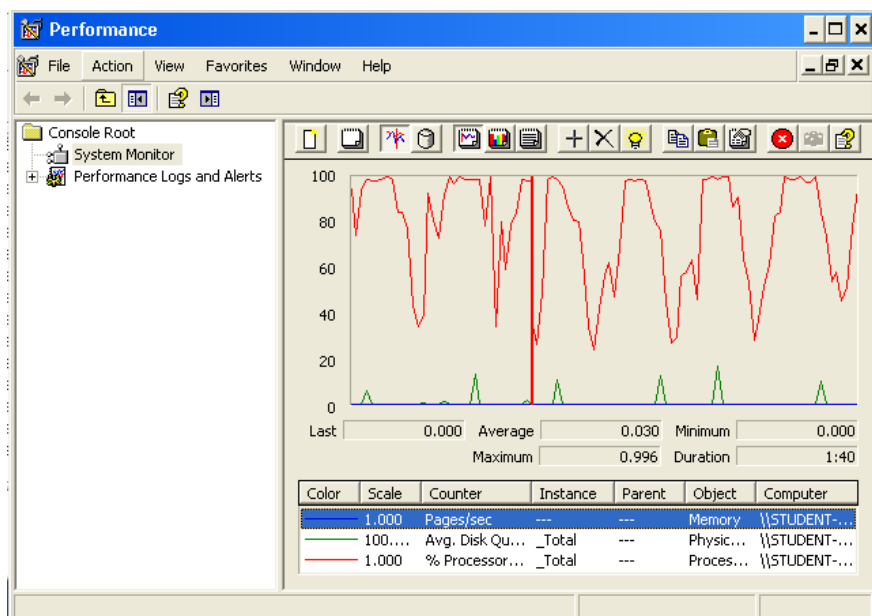 Performance
File Action View Favorites Window Help
Console Root
System Monitor
Performance Logs and Alerts
100
80
60
40
20
0
Last 0.000 Average 0.030 Minimum 0.000
Maximum 0.996 Duration 1:40
Color Scale Counter Instance Parent Object Computer
1.000 Pages/sec --- --- Memory \\STUDENT-...
100.... Avg. Disk Qu... _Total --- Physic... \\STUDENT-...
1.000 % Processor... _Total --- Proces... \\STUDENT-...